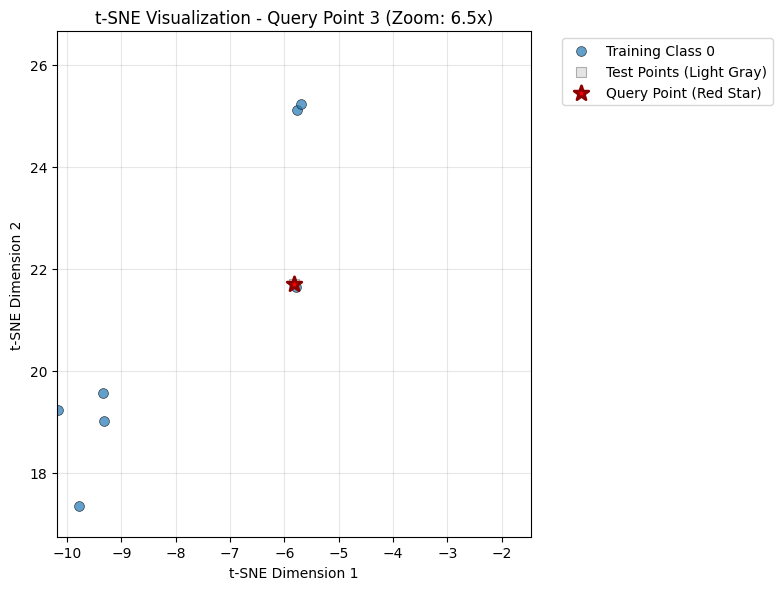 t-SNE Visualization - Query Point 3 (Zoom: 6.5x)
Training Class 0
Test Points (Light Gray)
Query Point (Red Star)
26
24
22
20
18
t-SNE Dimension 2
−10
−9
−8
−7
−6
−5
−4
−3
−2
t-SNE Dimension 1